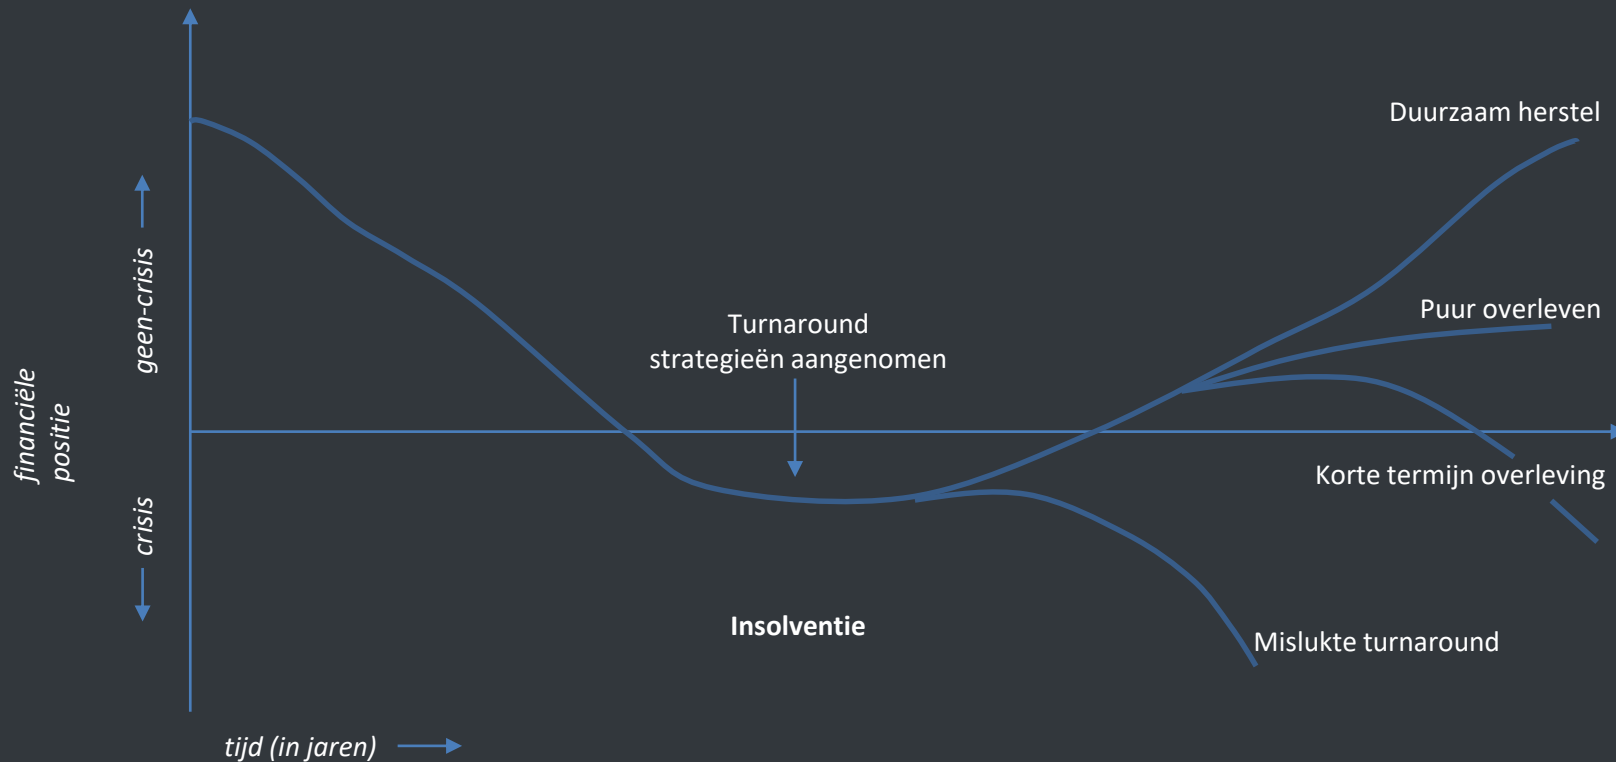 Duurzaam herstel
Puur overleven
Turnaround
strategieën aangenomen
geen-crisis
financiële
positie
crisis
Korte termijn overleving
Insolventie
Mislukte turnaround
tijd (in jaren)